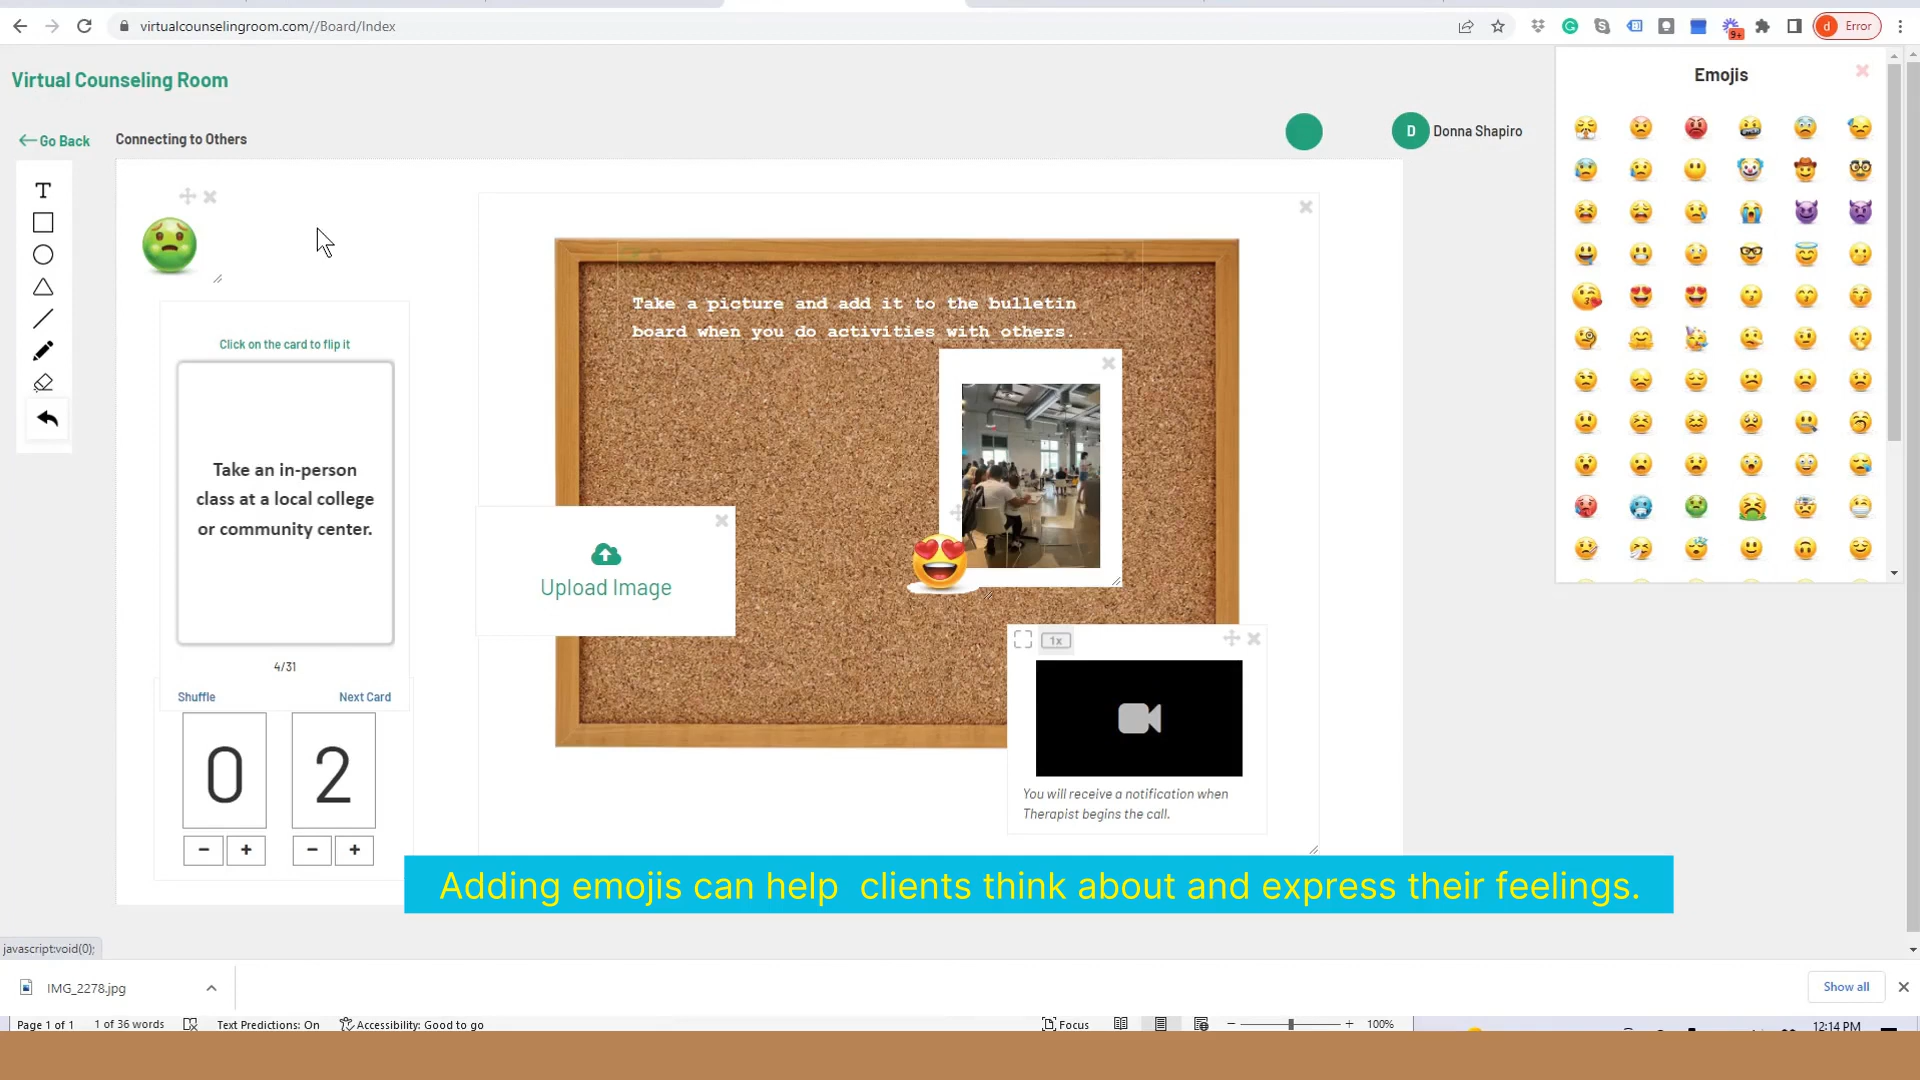 virtualcounselingroom.com//Board/Index
9+
d Error
Virtual Counseling Room
Emojis
Go Back
Connecting to Others
D Donna Shapiro
T
Take a picture and add it to the bulletin
board when you do activities with others.
Click on the card to flip it
Take an in-person
class at a local college
or community center.
Upload Image
4/31
Shuffle
Next Card
1x
0 2
− + − +
You will receive a notification when
Therapist begins the call.
Adding emojis can help clients think about and express their feelings.
javascript:void(0);
IMG_2278.jpg
Show all
Page 1 of 1 1 of 36 words Text Predictions: On Accessibility: Good to go Focus − + 100% 12:14 PM